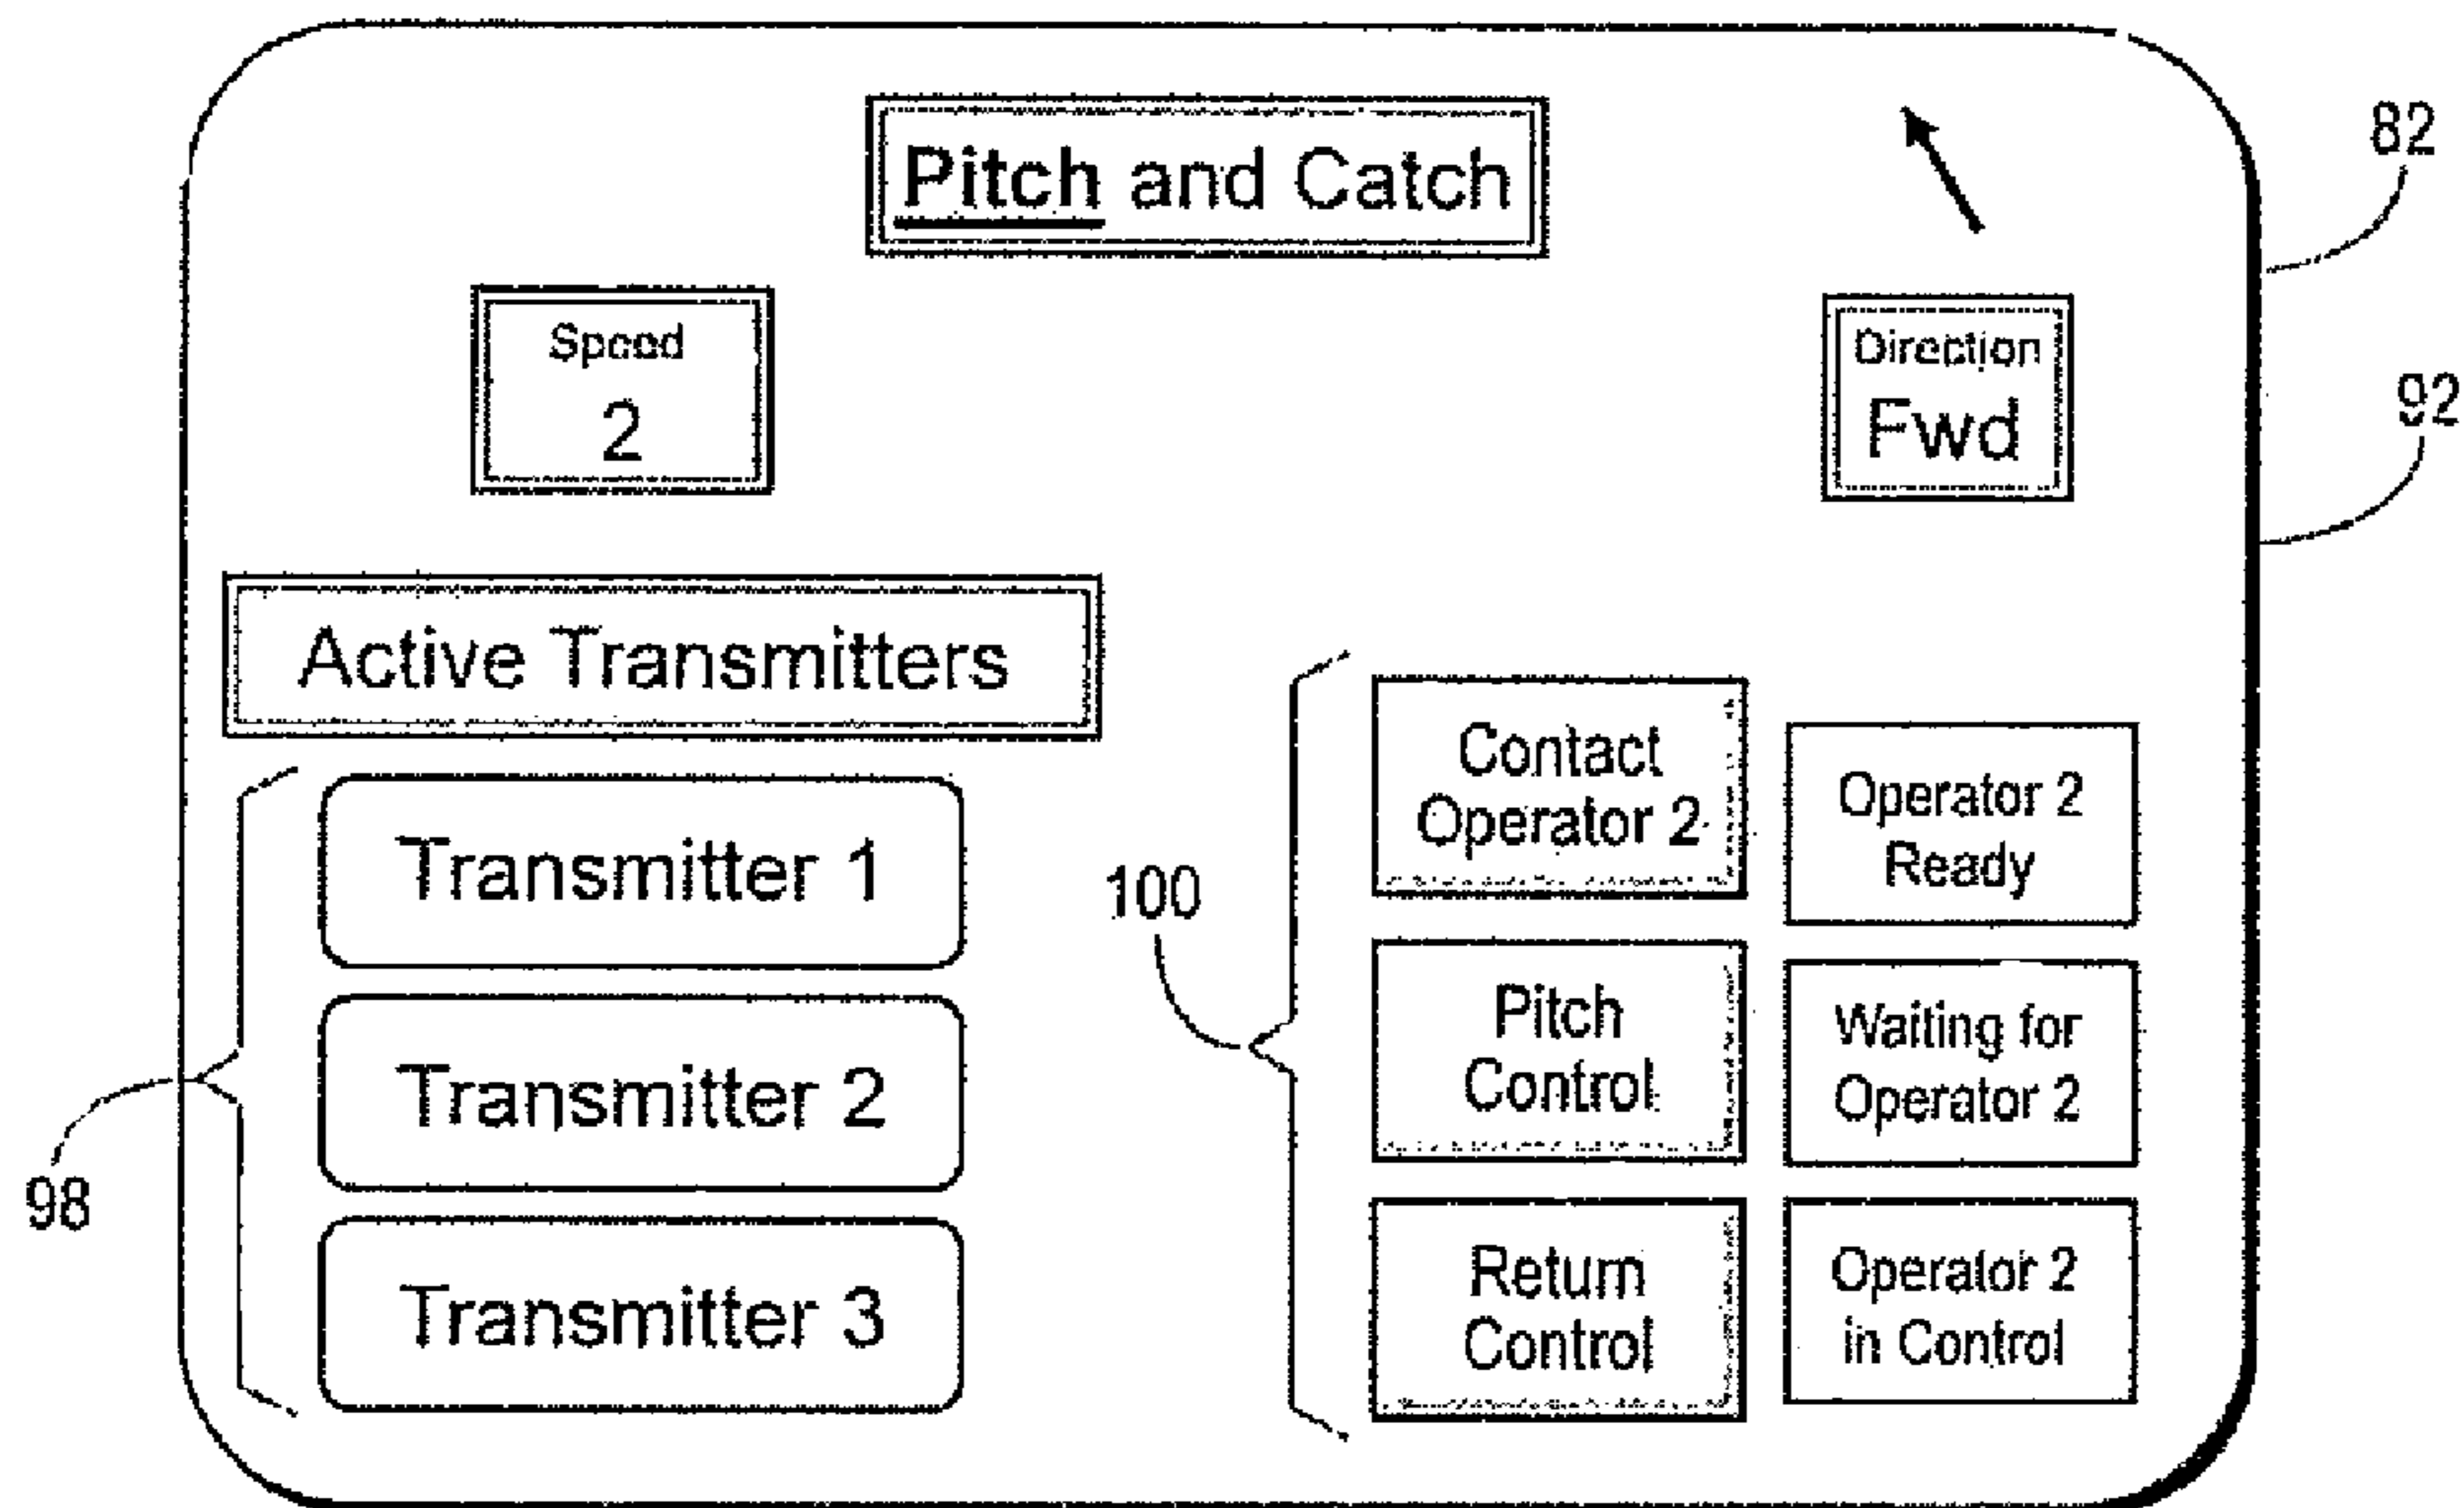 Pitch and Catch
82
Speed
2
Direction
Fwd
92
Active Transmitters
98
Transmitter 1
Transmitter 2
Transmitter 3
100
Contact
Operator 2
Operator 2
Ready
Pitch
Control
Waiting for
Operator 2
Return
Control
Operator 2
in Control